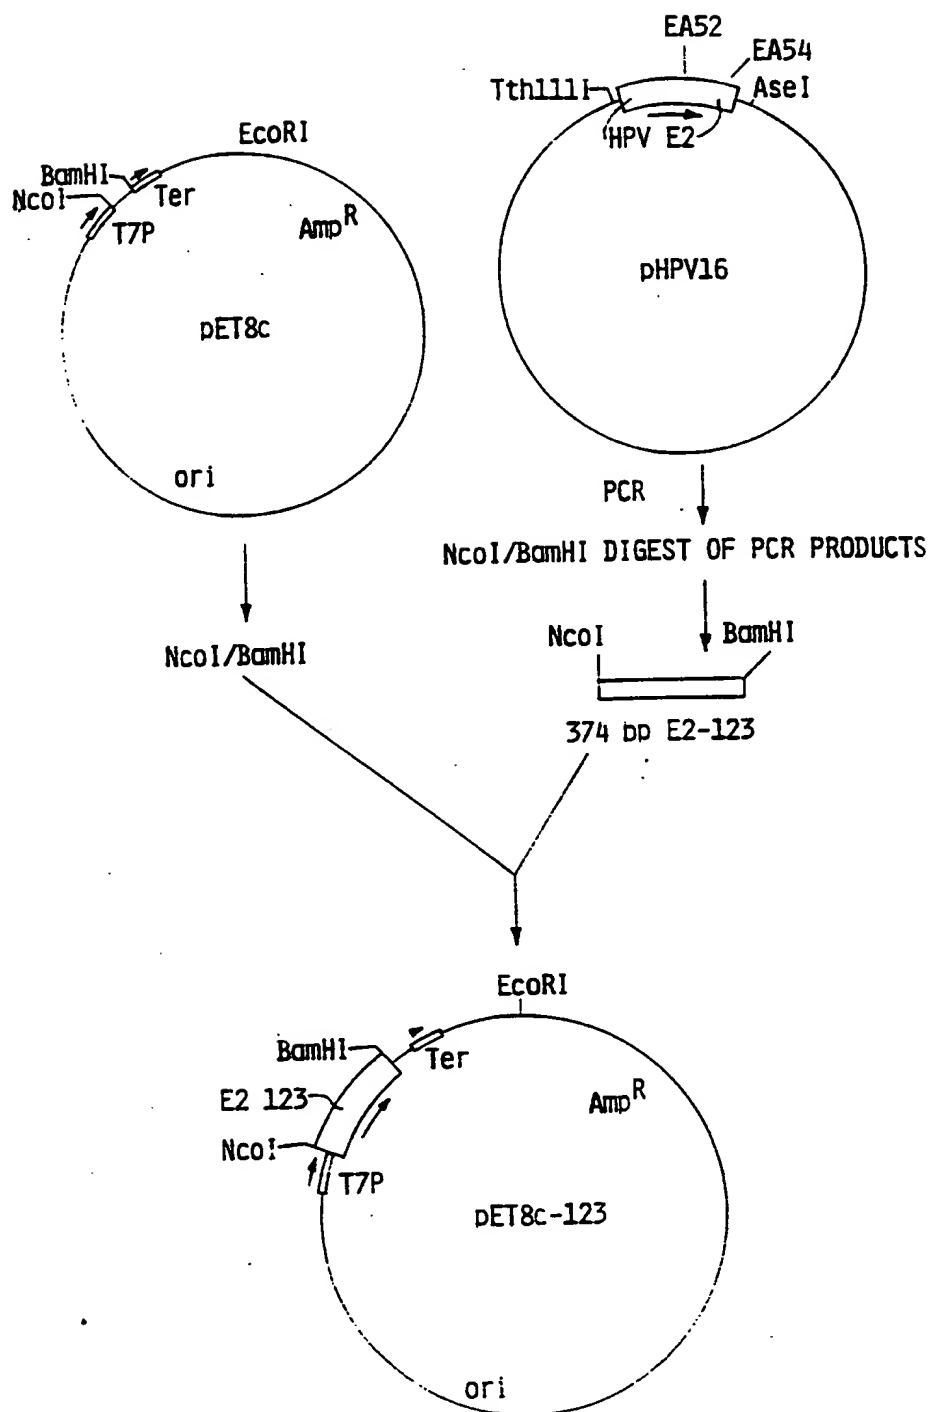 EA52
EA54
Tth111I
AseI
HPV E2
pHPV16
EcoRI
BamHI
NcoI
Ter
T7P
Amp^R
pET8c
ori
PCR
NcoI/BamHI DIGEST OF PCR PRODUCTS
NcoI/BamHI
NcoI
BamHI
374 bp E2-123
EcoRI
BamHI
Ter
E2 123
Amp^R
NcoI
T7P
pET8c-123
ori